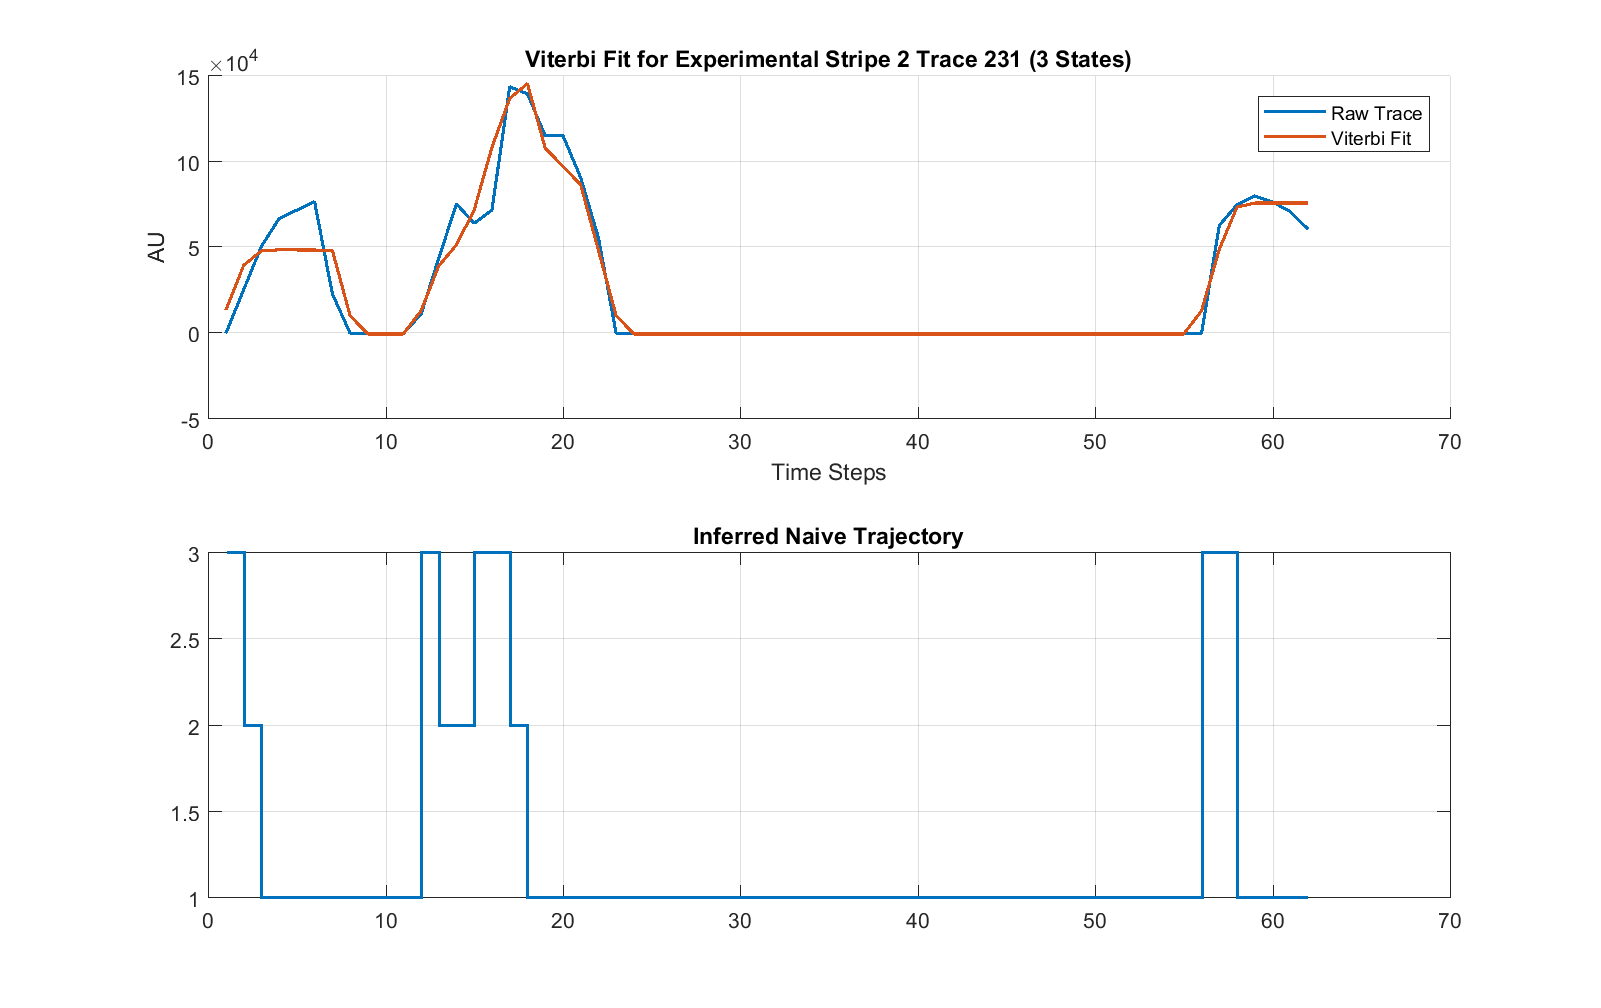 Viterbi Fit for Experimental Stripe 2 Trace 231 (3 States)
×10^4
15
10
5
0
-5
AU
Raw Trace
Viterbi Fit
0 10 20 30 40 50 60 70
Time Steps
Inferred Naive Trajectory
3
2.5
2
1.5
1
0 10 20 30 40 50 60 70